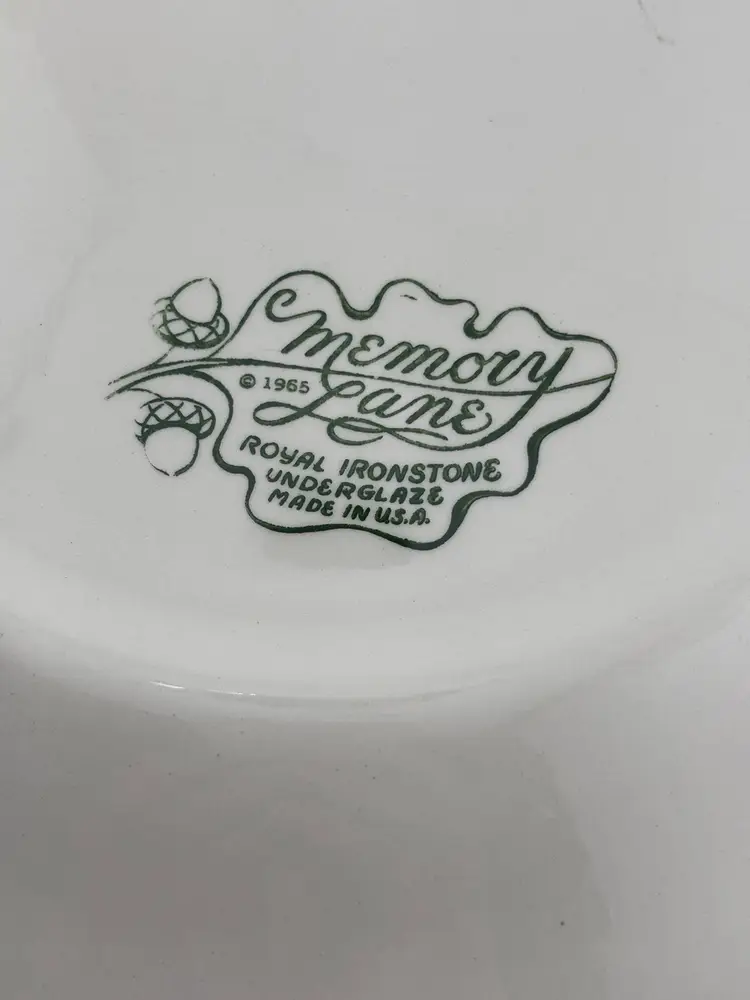 Memory
© 1965 Lane
ROYAL IRONSTONE
UNDERGLAZE
MADE IN U.S.A.